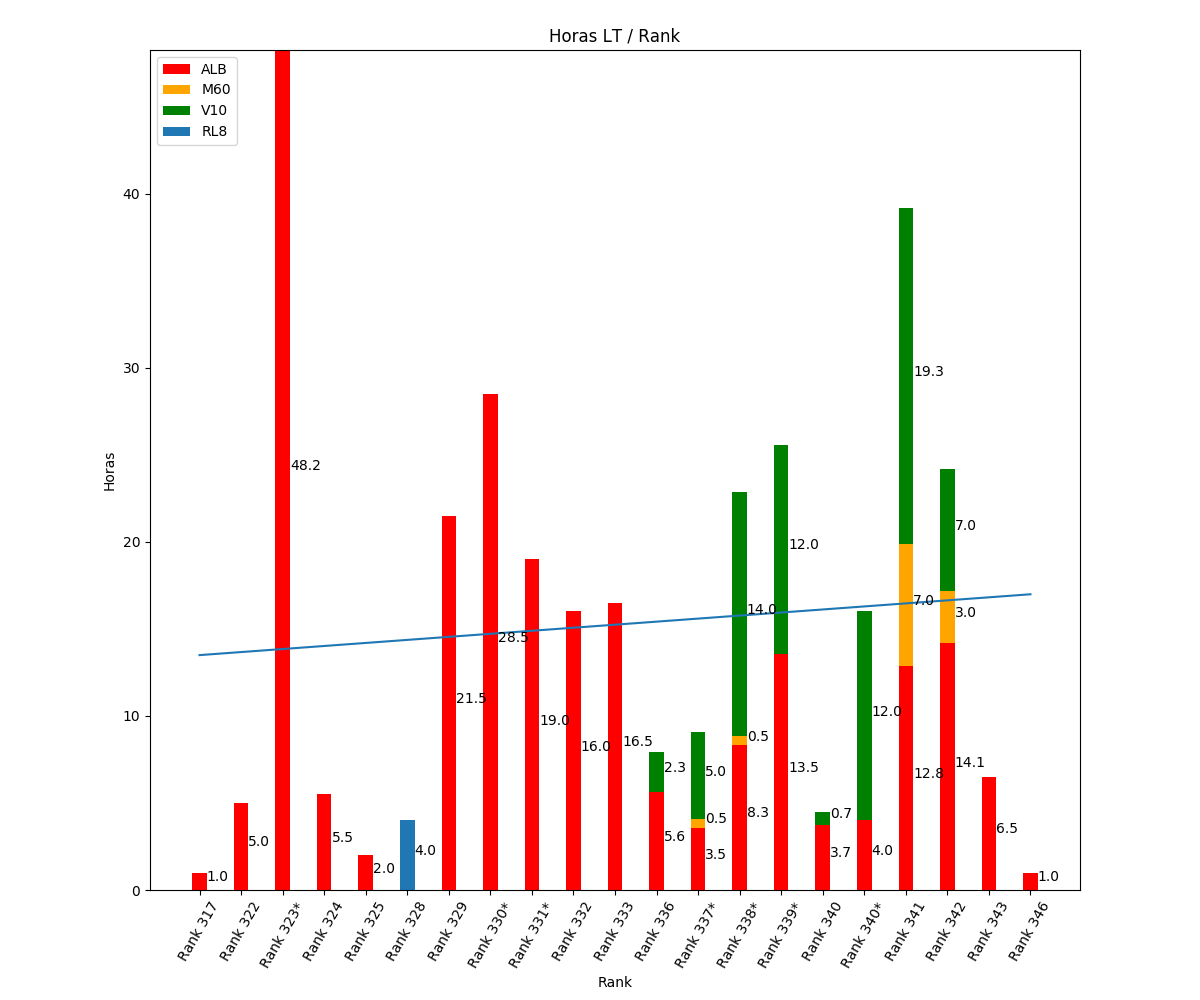 Horas LT / Rank
ALB
M60
V10
RL8
Horas
40
30
20
10
0
1.0
5.0
48.2
5.5
2.0
4.0
21.5
28.5
19.0
16.0
16.5
5.6
2.3
3.5
0.5
5.0
8.3
0.5
14.0
13.5
12.0
3.7
0.7
4.0
12.0
12.8
7.0
19.3
14.1
3.0
7.0
6.5
1.0
Rank 317
Rank 322
Rank 323*
Rank 324
Rank 325
Rank 328
Rank 329
Rank 330*
Rank 331*
Rank 332
Rank 333
Rank 336
Rank 337*
Rank 338*
Rank 339*
Rank 340
Rank 340*
Rank 341
Rank 342
Rank 343
Rank 346
Rank